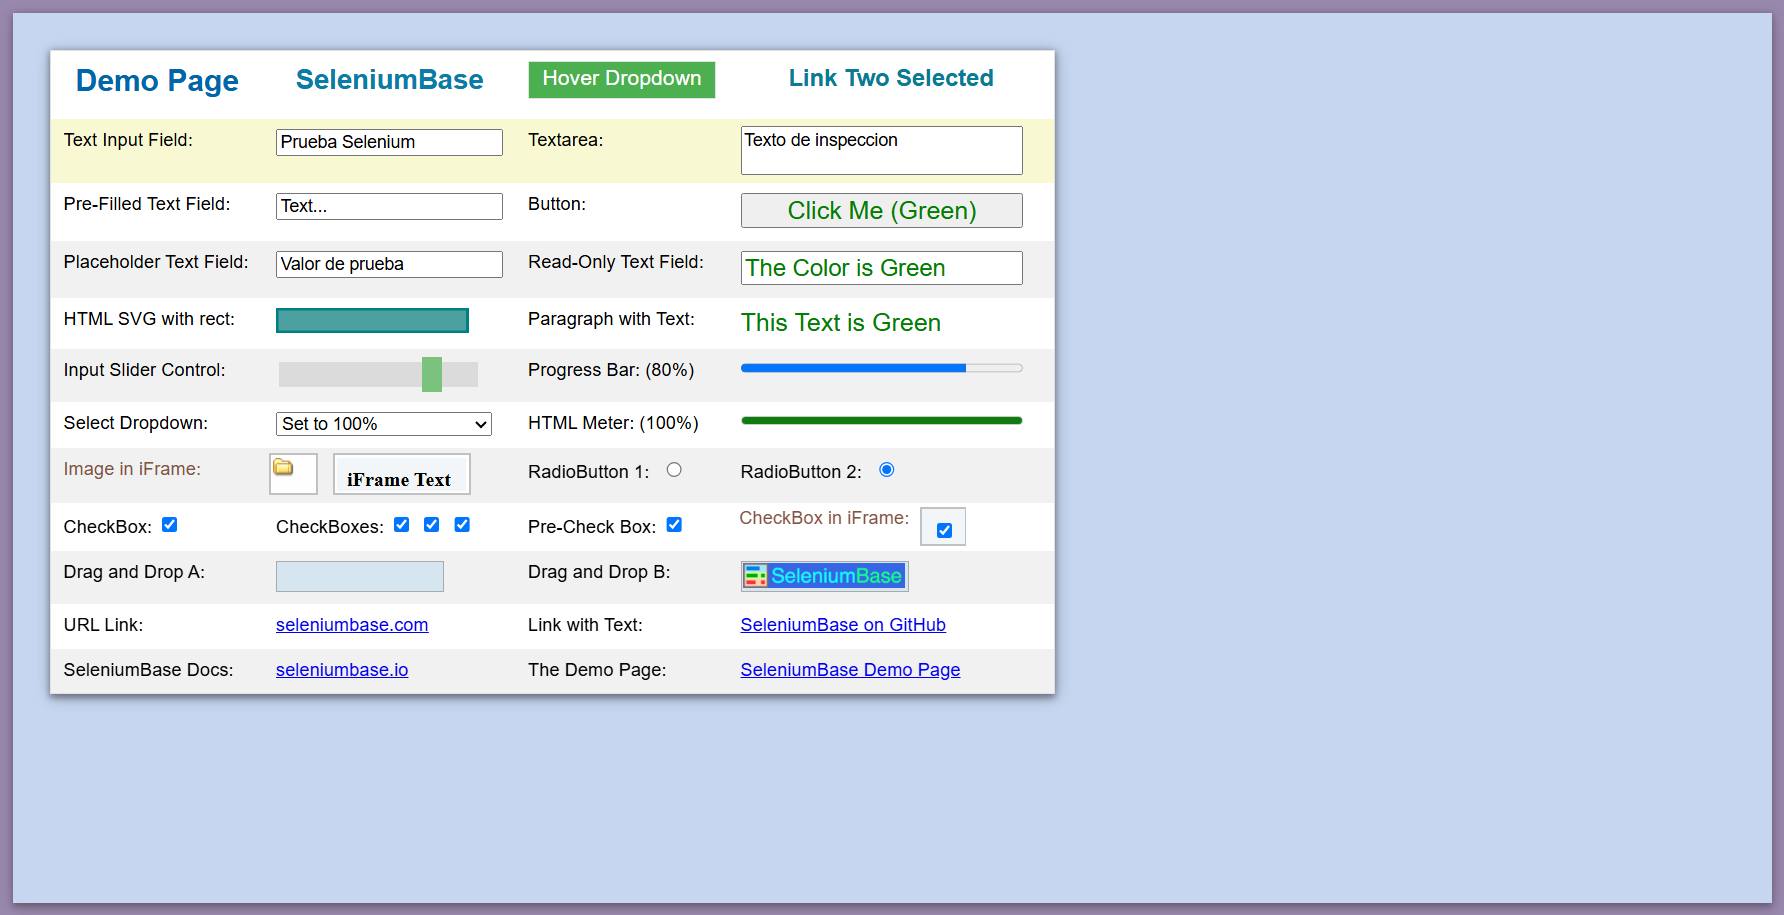 Demo Page SeleniumBase Hover Dropdown Link Two Selected
Text Input Field: Prueba Selenium Textarea: Texto de inspeccion
Pre-Filled Text Field: Text... Button: Click Me (Green)
Placeholder Text Field: Valor de prueba Read-Only Text Field: The Color is Green
HTML SVG with rect: Paragraph with Text: This Text is Green
Input Slider Control: Progress Bar: (80%)
Select Dropdown: Set to 100% HTML Meter: (100%)
Image in iFrame: iFrame Text RadioButton 1: RadioButton 2:
CheckBox: CheckBoxes: Pre-Check Box: CheckBox in iFrame:
Drag and Drop A: Drag and Drop B: SeleniumBase
URL Link: seleniumbase.com Link with Text: SeleniumBase on GitHub
SeleniumBase Docs: seleniumbase.io The Demo Page: SeleniumBase Demo Page